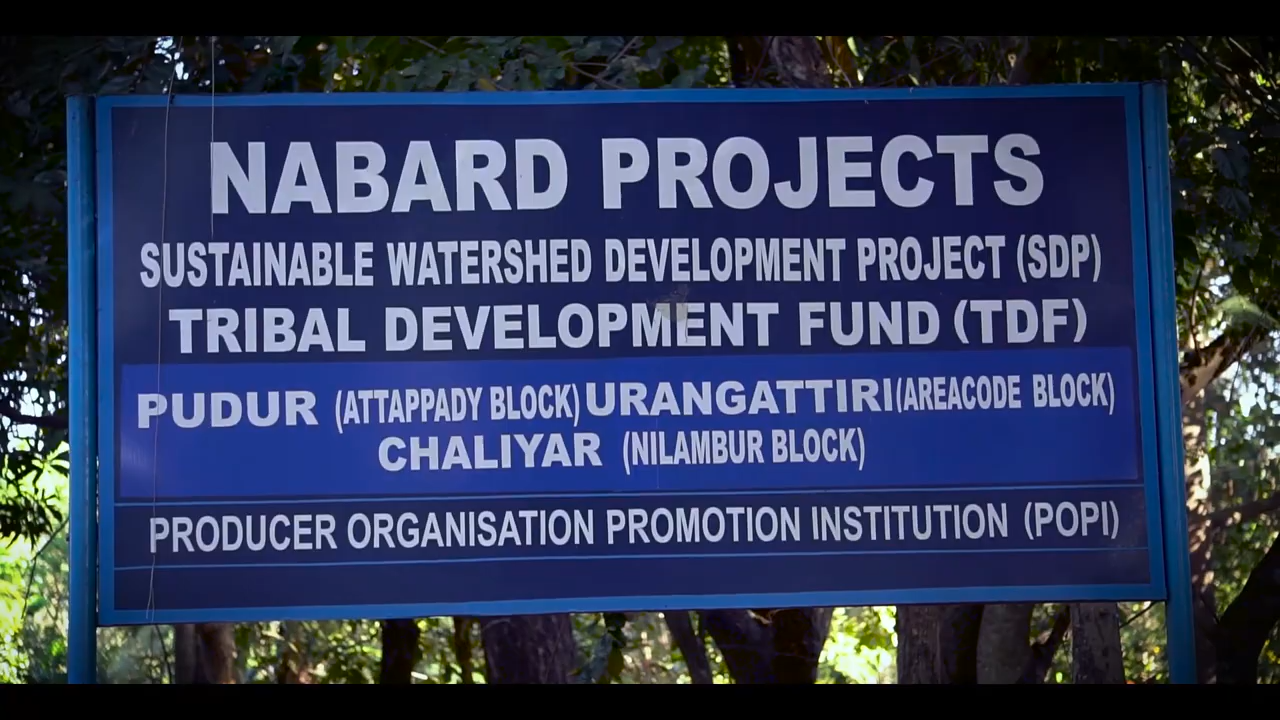 NABARD PROJECTS
SUSTAINABLE WATERSHED DEVELOPMENT PROJECT (SDP)
TRIBAL DEVELOPMENT FUND (TDF)
PUDUR (ATTAPPADY BLOCK) URANGATTIRI (AREACODE BLOCK)
CHALIYAR (NILAMBUR BLOCK)
PRODUCER ORGANISATION PROMOTION INSTITUTION (POPI)